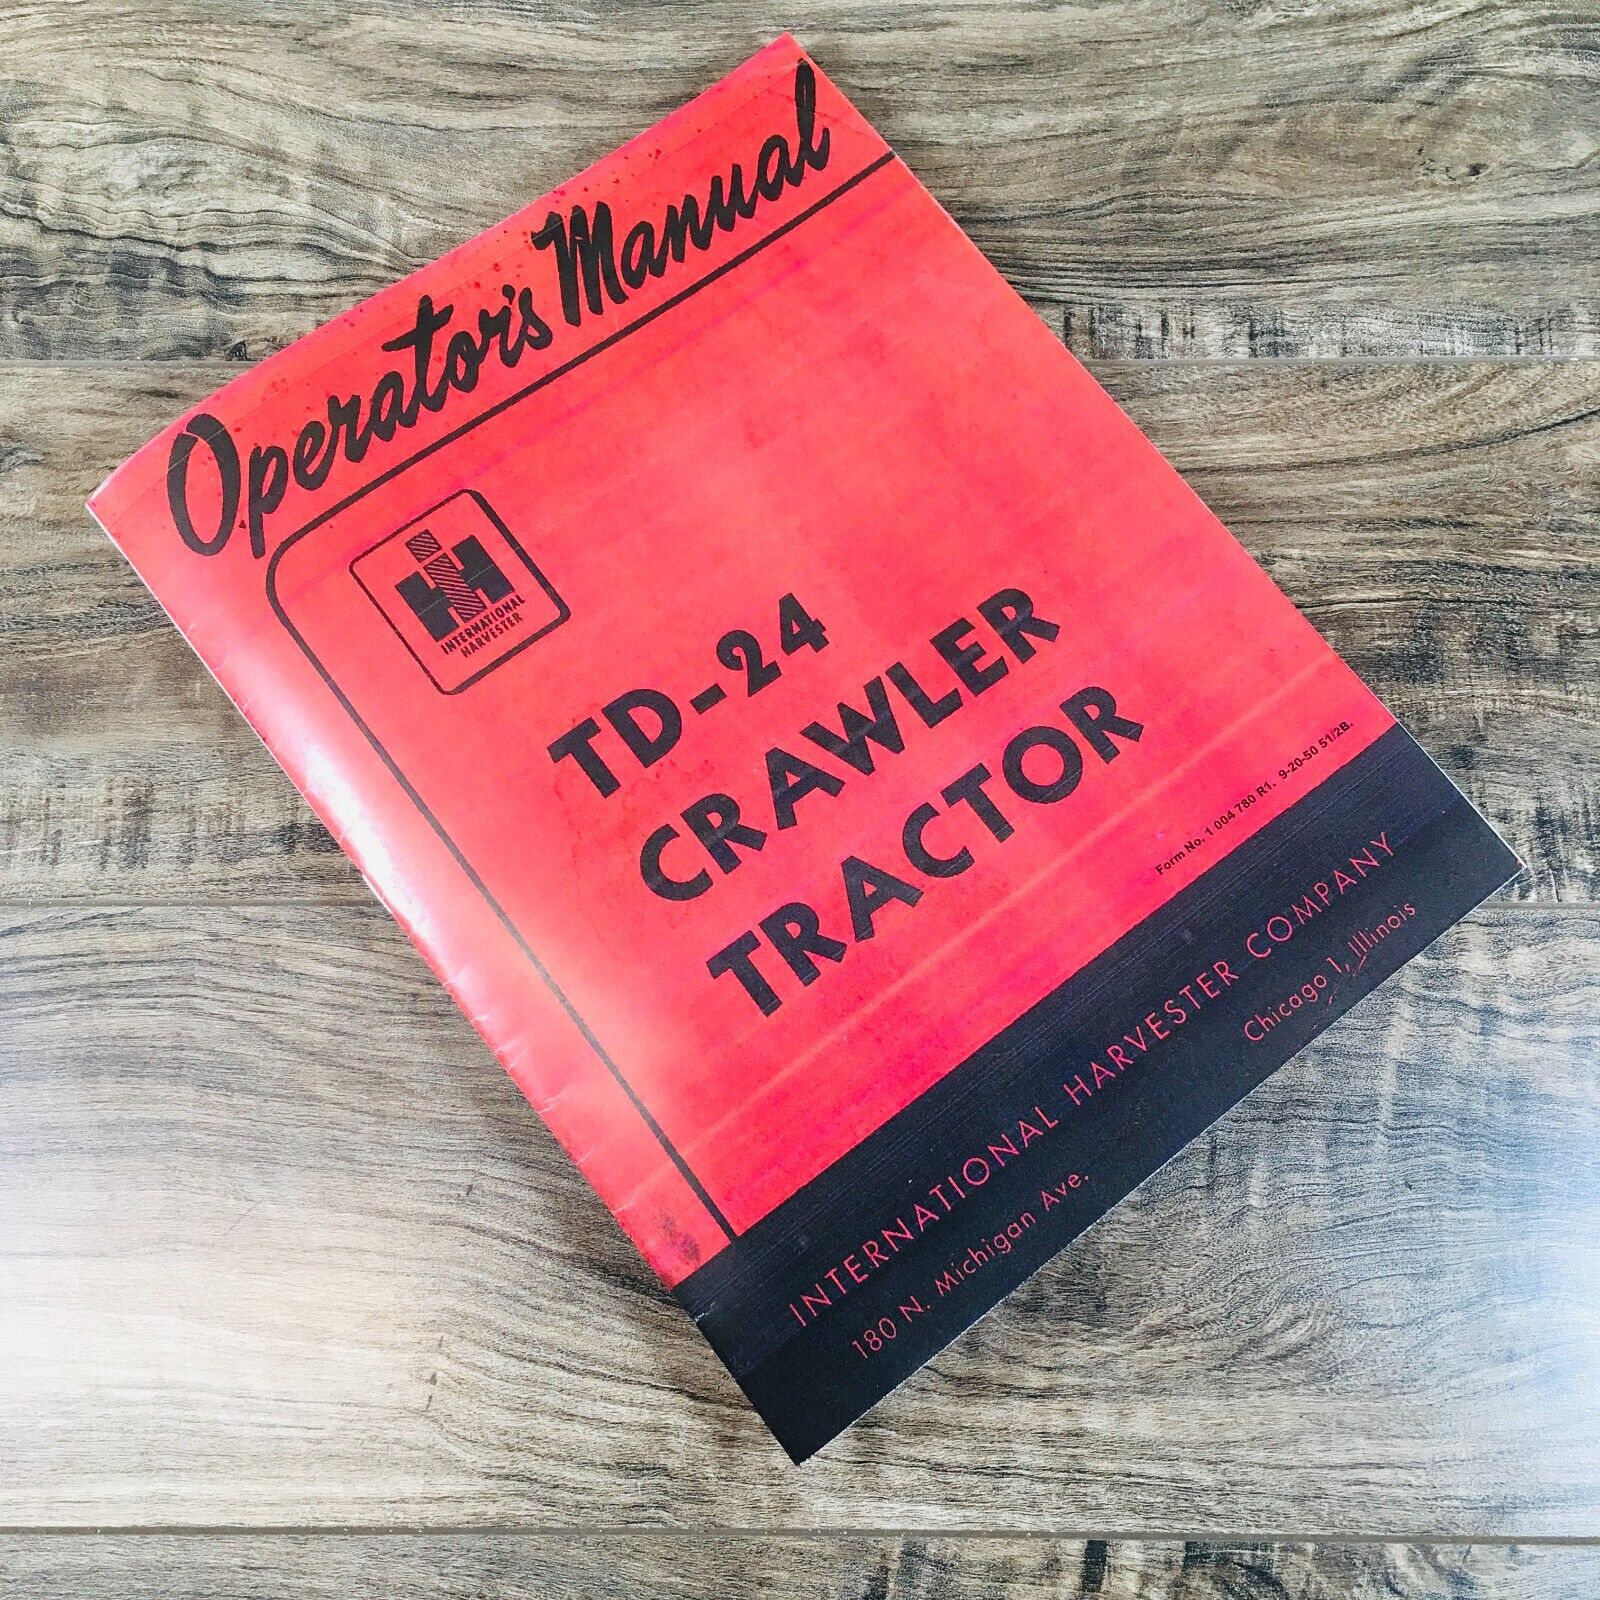 Operator's Manual
IH
INTERNATIONAL
HARVESTER
TD-24
CRAWLER
TRACTOR
Form No. 1 004 780 R1. 9-20-50 51/2B.
INTERNATIONAL HARVESTER COMPANY
180 N. Michigan Ave. Chicago 1, Illinois